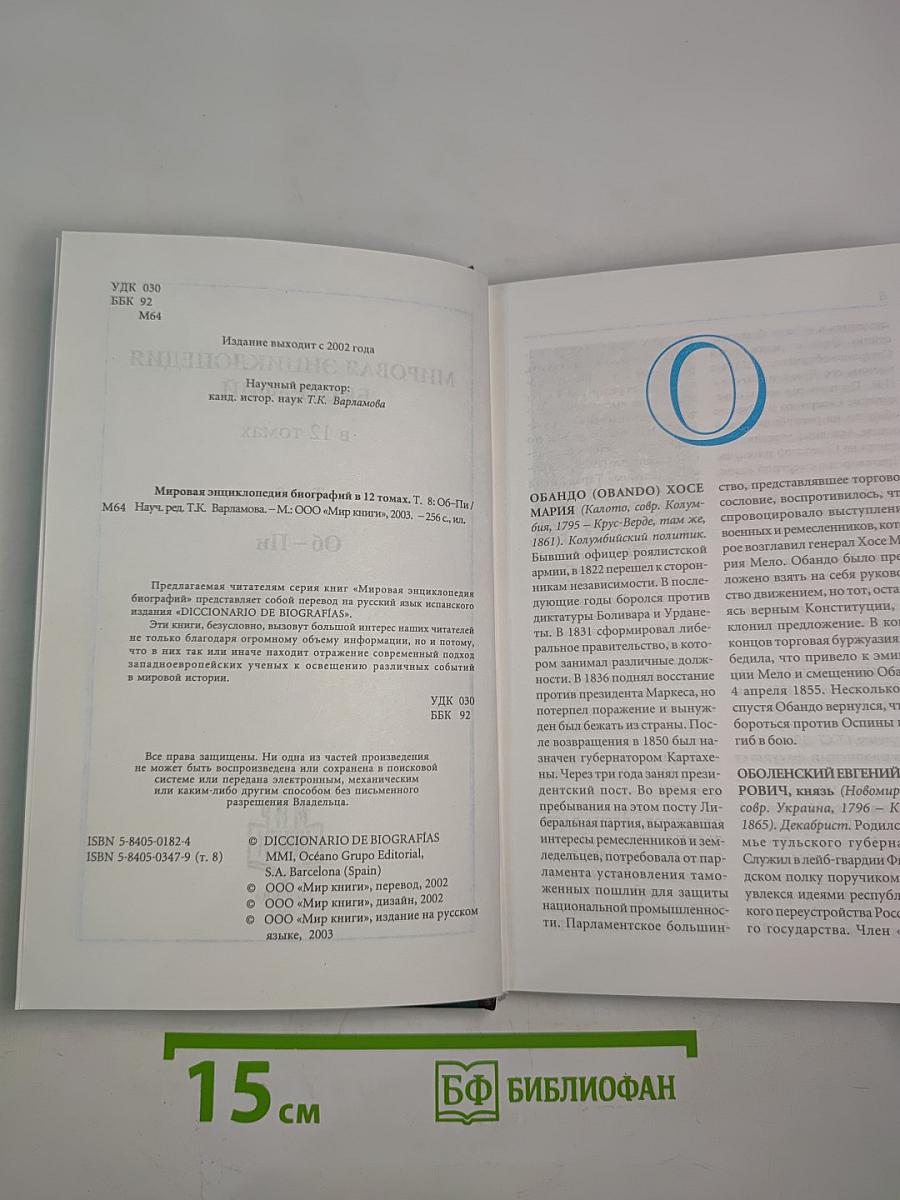 УДК 030
ББК 92
М64
Издание выходит с 2002 года
Научный редактор:
канд. истор. наук Т.К. Варламова
Мировая энциклопедия биографий в 12 томах. Т. 8: Об–Пи /
М64 Науч. ред. Т.К. Варламова. – М.: ООО «Мир книги», 2003. – 256 с., ил.
Предлагаемая читателям серия книг «Мировая энциклопедия
биографий» представляет собой перевод на русский язык испанского
издания «DICCIONARIO DE BIOGRAFÍAS».
Эти книги, безусловно, вызовут большой интерес наших читателей
не только благодаря огромному объему информации, но и потому,
что в них так или иначе находит отражение современный подход
западноевропейских ученых к освещению различных событий
в мировой истории.
УДК 030
ББК 92
Все права защищены. Ни одна из частей произведения
не может быть воспроизведена или сохранена в поисковой
системе или передана электронным, механическим
или каким-либо другим способом без письменного
разрешения Владельца.
ISBN 5-8405-0182-4
ISBN 5-8405-0347-9 (т. 8)
© DICCIONARIO DE BIOGRAFÍAS
MMI, Océano Grupo Editorial,
S.A. Barcelona (Spain)
© ООО «Мир книги», перевод, 2002
© ООО «Мир книги», дизайн, 2002
© ООО «Мир книги», издание на русском
языке, 2003
О
ОБАНДО (OBANDO) ХОСЕ
МАРИЯ (Калото, совр. Колум-
бия, 1795 – Крус-Верде, там же,
1861). Колумбийский политик.
Бывший офицер роялистской
армии, в 1822 перешел к сторон-
никам независимости. В после-
дующие годы боролся против
диктатуры Боливара и Урдане-
ты. В 1831 сформировал либе-
ральное правительство, в кото-
ром занимал различные долж-
ности. В 1836 поднял восстание
против президента Маркеса, но
потерпел поражение и вынуж-
ден был бежать из страны. Пос-
ле возвращения в 1850 был на-
значен губернатором Картахе-
ны. Через три года занял прези-
дентский пост. Во время его
пребывания на этом посту Ли-
беральная партия, выражавшая
интересы ремесленников и зем-
ледельцев, потребовала от пар-
ламента установления тамо-
женных пошлин для защиты
национальной промышленнос-
ти. Парламентское большин-
ство, представлявшее торгово
сословие, воспротивилось, чт
спровоцировало выступлени
военных и ремесленников, кот
рое возглавил генерал Хосе М
рия Мело. Обандо было пре
ложено взять на себя руково
ство движением, но тот, оста
ясь верным Конституции,
клонил предложение. В ко
концов торговая буржуазия
бедила, что привело к эми
ции Мело и смещению Оба
4 апреля 1855. Несколько
спустя Обандо вернулся, чт
бороться против Оспины
гиб в бою.
ОБОЛЕНСКИЙ ЕВГЕНИЙ
РОВИЧ, князь (Новомир
совр. Украина, 1796 – К
1865). Декабрист. Родилс
мье тульского губерна
Служил в лейб-гвардии Фи
дском полку поручиком
увлекся идеями республ
кого переустройства Росс
го государства. Член «
15 см
БФ БИБЛИОФАН